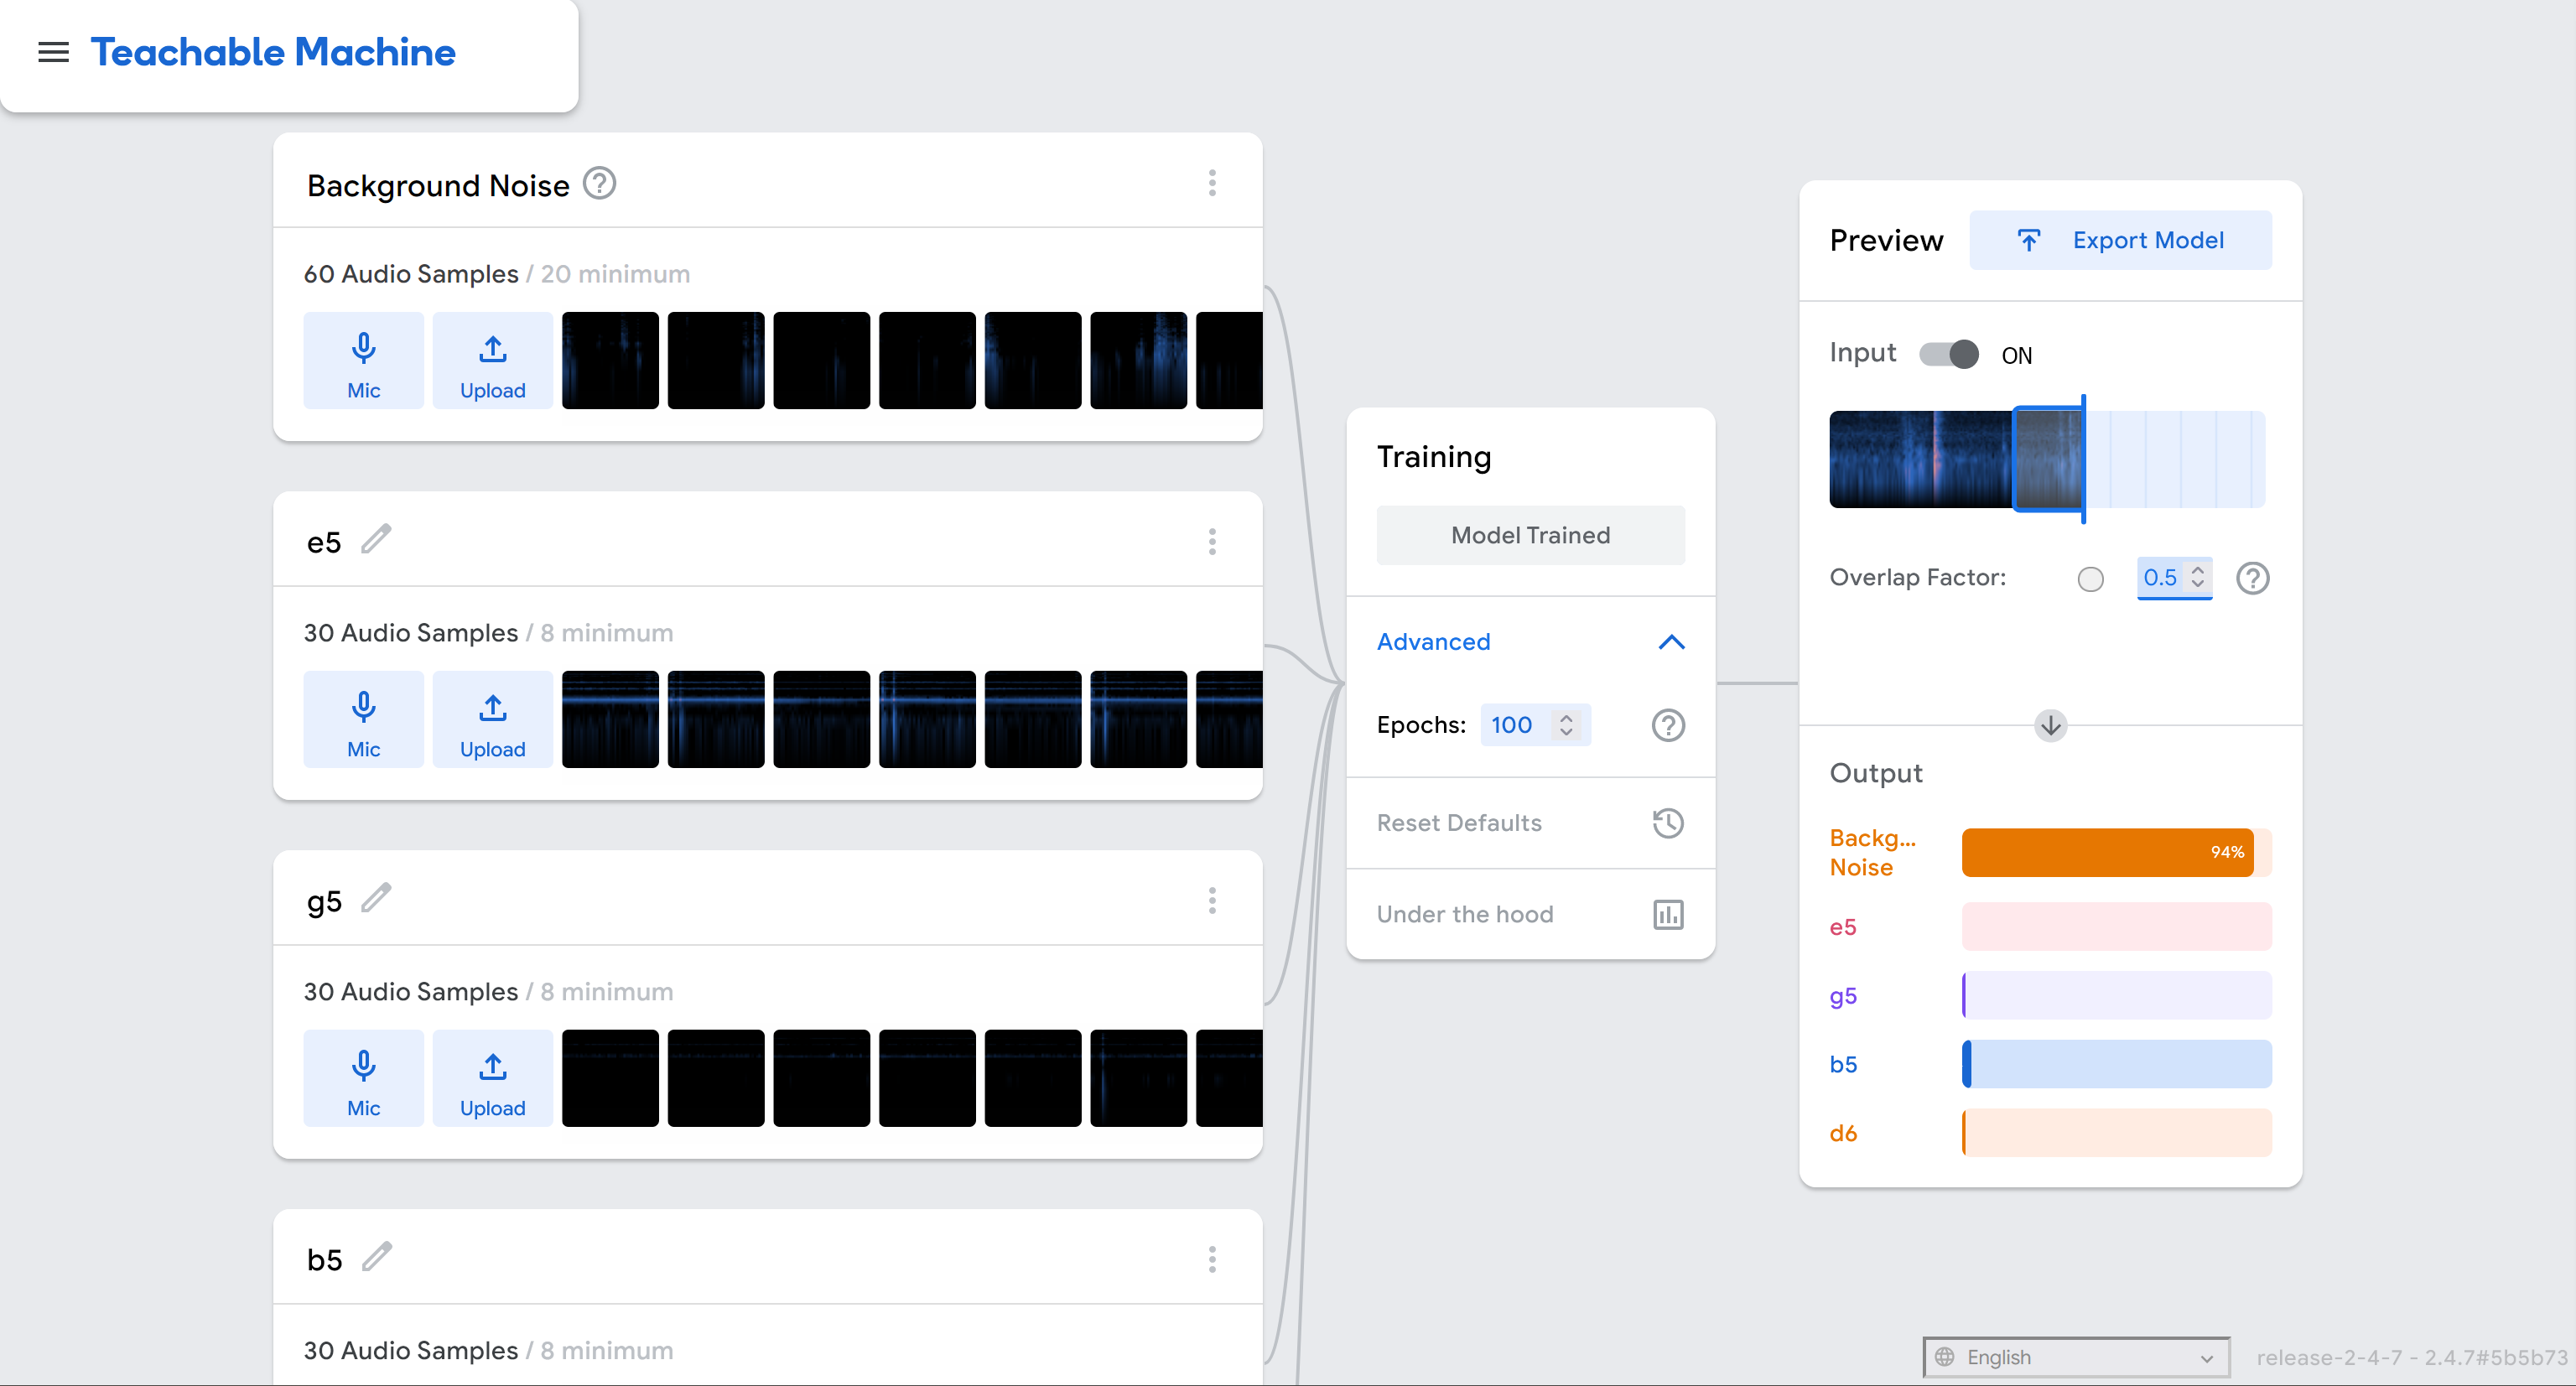 Teachable Machine
Background Noise
60 Audio Samples / 20 minimum
Mic
Upload
e5
30 Audio Samples / 8 minimum
Mic
Upload
g5
30 Audio Samples / 8 minimum
Mic
Upload
b5
30 Audio Samples / 8 minimum
Training
Model Trained
Advanced
Epochs: 100
Reset Defaults
Under the hood
Preview
Export Model
Input ON
Overlap Factor: 0.5
Output
Backg...
Noise
94%
e5
g5
b5
d6
English
release-2-4-7 - 2.4.7#5b5b73